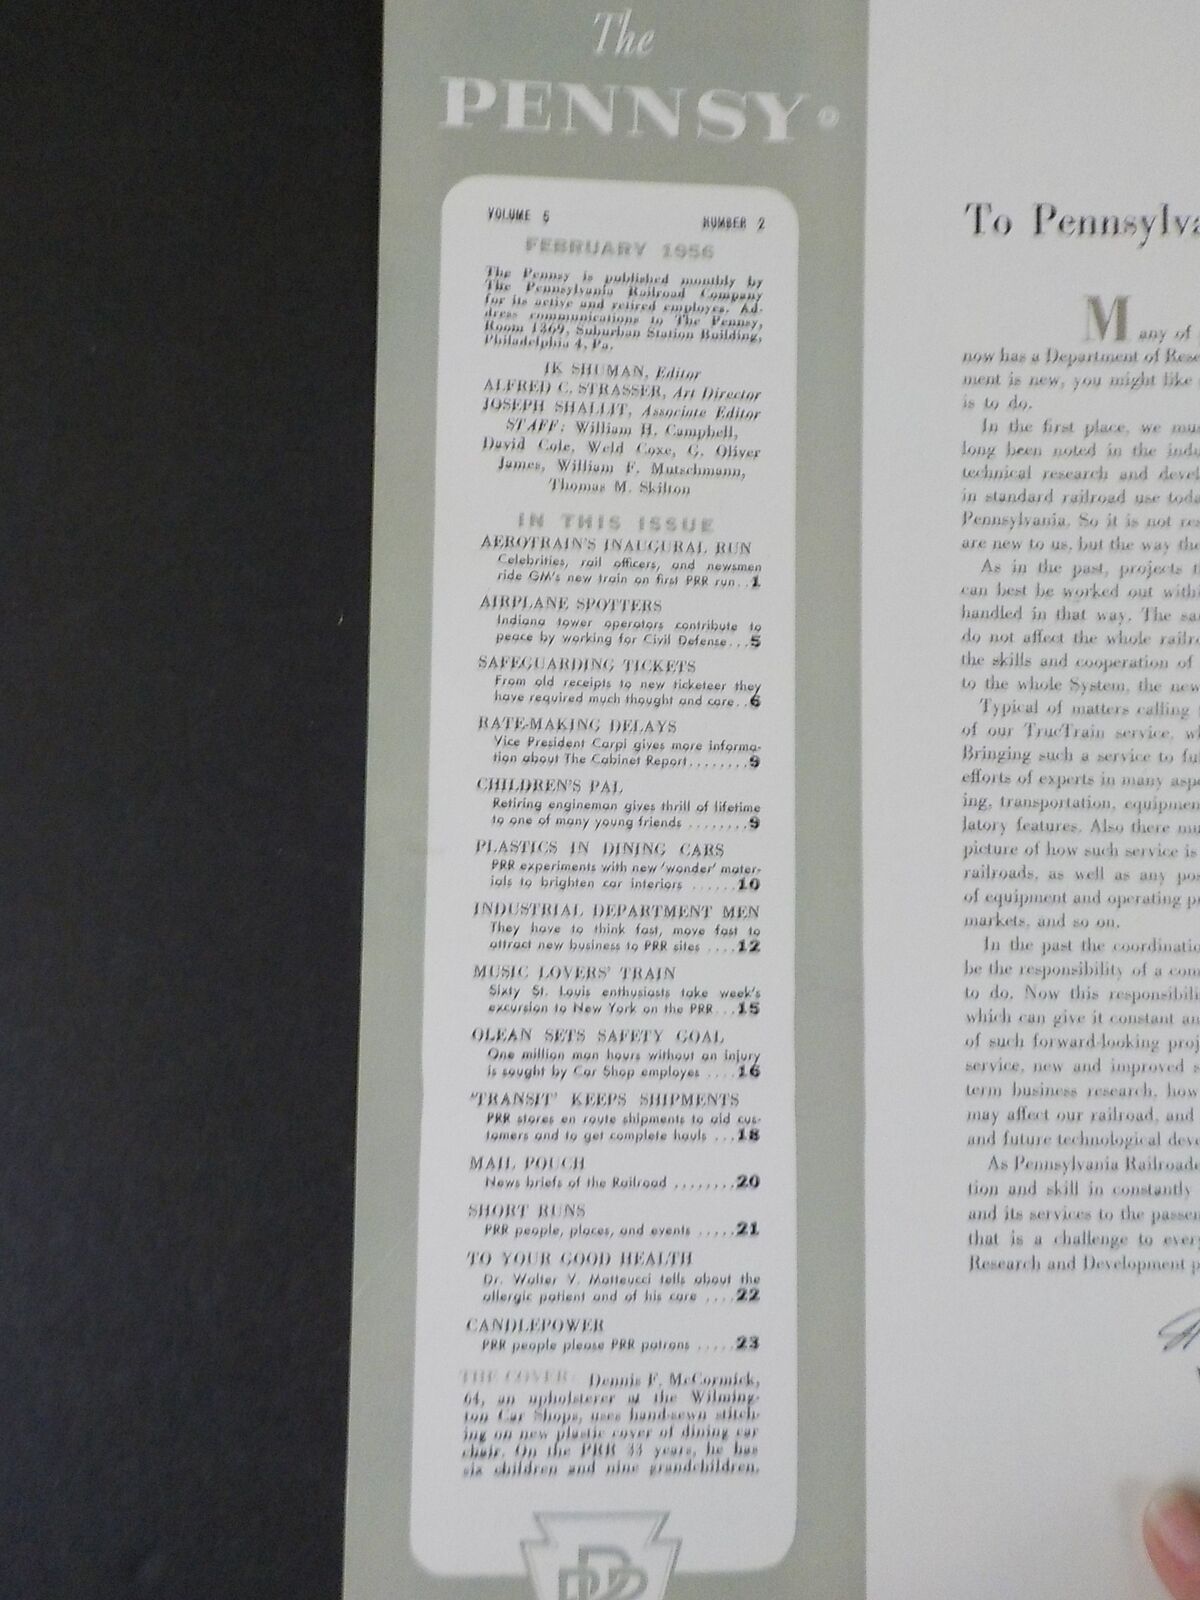 The
PENNSY
VOLUME 5 NUMBER 2
FEBRUARY 1956
The Pennsy is published monthly by
The Pennsylvania Railroad Company
for its active and retired employes. Ad-
dress communications to The Pennsy,
Room 1369, Suburban Station Building,
Philadelphia 4, Pa.
IK SHUMAN, Editor
ALFRED C. STRASSER, Art Director
JOSEPH SHALLIT, Associate Editor
STAFF: William H. Campbell,
David Cole, Weld Coxe, G. Oliver
James, William F. Mutschmann,
Thomas M. Skilton
IN THIS ISSUE
AEROTRAIN'S INAUGURAL RUN
Celebrities, rail officers, and newsmen
ride GM's new train on first PRR run..1
AIRPLANE SPOTTERS
Indiana tower operators contribute to
peace by working for Civil Defense...5
SAFEGUARDING TICKETS
From old receipts to new ticketeer they
have required much thought and care..6
RATE-MAKING DELAYS
Vice President Carpi gives more informa-
tion about The Cabinet Report........9
CHILDREN'S PAL
Retiring engineman gives thrill of lifetime
to one of many young friends ........9
PLASTICS IN DINING CARS
PRR experiments with new 'wonder' mater-
ials to brighten car interiors ......10
INDUSTRIAL DEPARTMENT MEN
They have to think fast, move fast to
attract new business to PRR sites ....12
MUSIC LOVERS' TRAIN
Sixty St. Louis enthusiasts take week's
excursion to New York on the PRR...15
OLEAN SETS SAFETY GOAL
One million man hours without an injury
is sought by Car Shop employes ....16
'TRANSIT' KEEPS SHIPMENTS
PRR stores en route shipments to aid cus-
tomers and to get complete hauls ...18
MAIL POUCH
News briefs of the Railroad ........20
SHORT RUNS
PRR people, places, and events .....21
TO YOUR GOOD HEALTH
Dr. Walter V. Matteucci tells about the
allergic patient and of his care ....22
CANDLEPOWER
PRR people please PRR patrons .....23
THE COVER: Dennis F. McCormick,
64, an upholsterer at the Wilming-
ton Car Shops, uses hand-sewn stitch-
ing on new plastic cover of dining car
chair. On the PRR 33 years, he has
six children and nine grandchildren.
PRR
To Pennsylva
Many of
now has a Department of Rese
ment is new, you might like
is to do.
In the first place, we mus
long been noted in the indu
technical research and devel
in standard railroad use toda
Pennsylvania. So it is not rea
are new to us, but the way the
As in the past, projects th
can best be worked out withi
handled in that way. The sa
do not affect the whole railro
the skills and cooperation of
to the whole System, the new
Typical of matters calling
of our TrucTrain service, wh
Bringing such a service to ful
efforts of experts in many aspe
ing, transportation, equipmen
latory features. Also there mu
picture of how such service is
railroads, as well as any pos
of equipment and operating p
markets, and so on.
In the past the coordinatio
be the responsibility of a com
to do. Now this responsibili
which can give it constant an
of such forward-looking proj
service, new and improved s
term business research, how
may affect our railroad, and
and future technological deve
As Pennsylvania Railroade
tion and skill in constantly
and its services to the passen
that is a challenge to every
Research and Development p